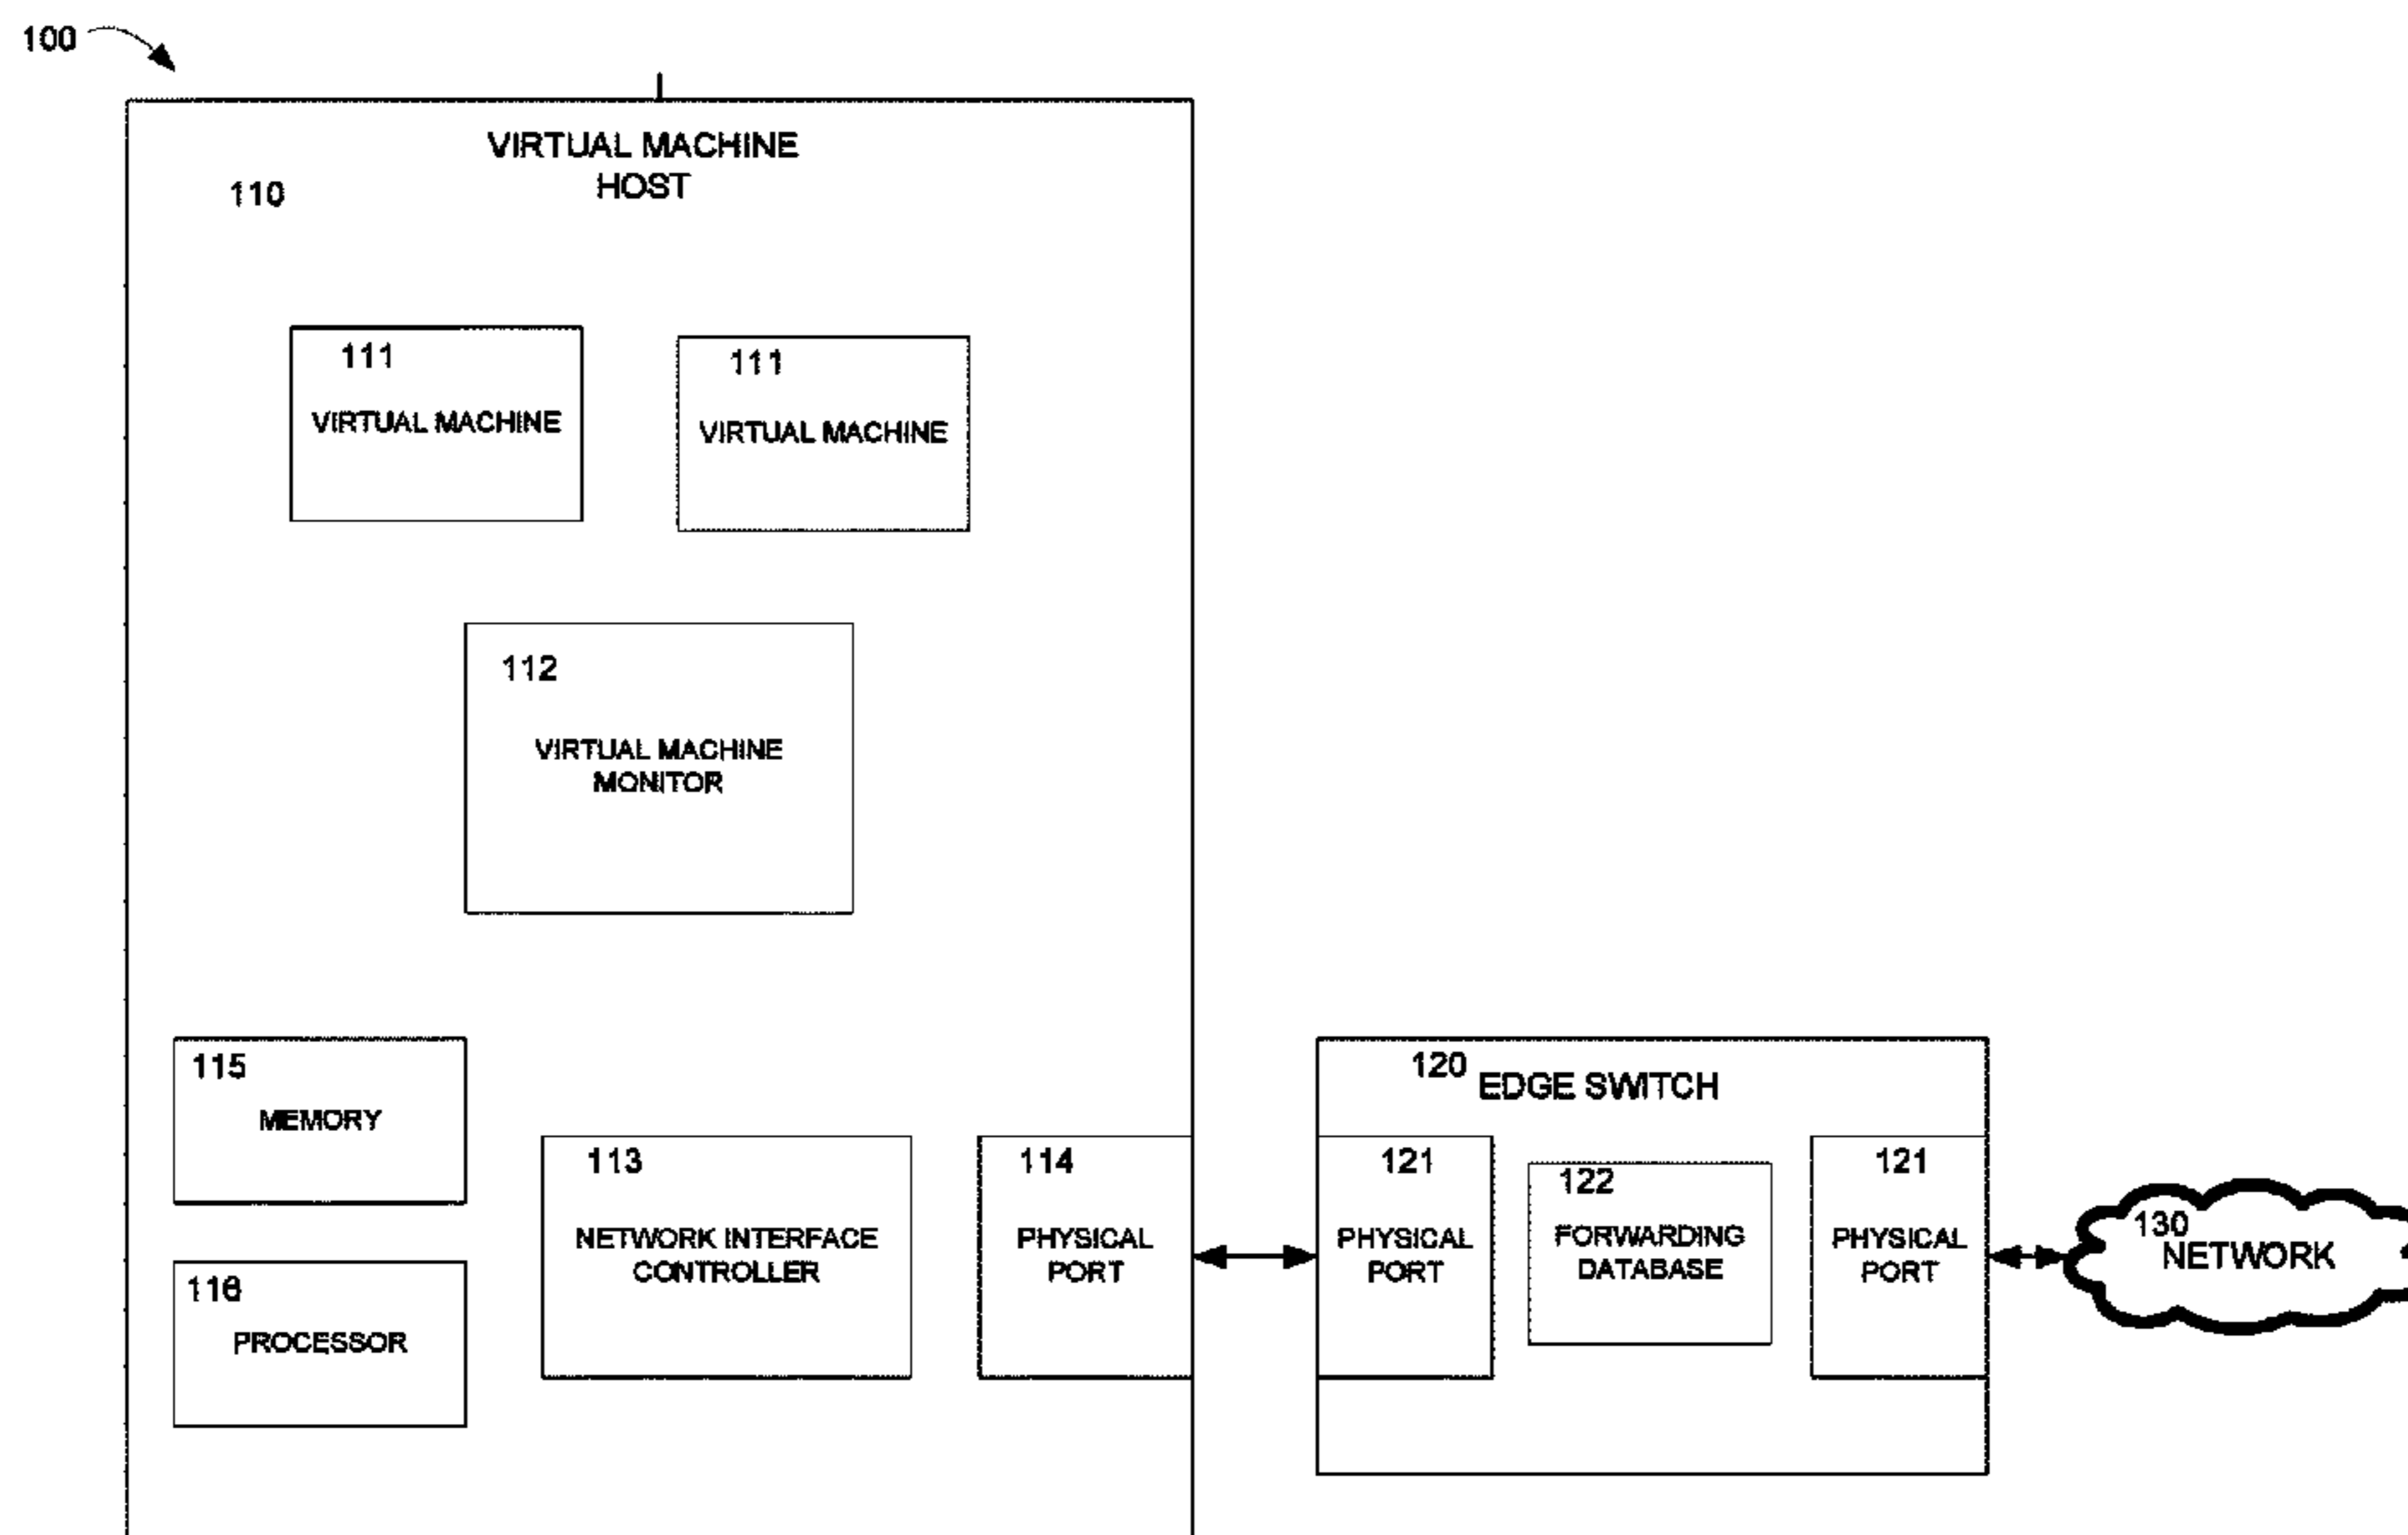 100
VIRTUAL MACHINE
HOST
110
111
VIRTUAL MACHINE
111
VIRTUAL MACHINE
112
VIRTUAL MACHINE
MONITOR
115
MEMORY
116
PROCESSOR
113
NETWORK INTERFACE
CONTROLLER
114
PHYSICAL
PORT
120
EDGE SWITCH
121
PHYSICAL
PORT
122
FORWARDING
DATABASE
121
PHYSICAL
PORT
130
NETWORK